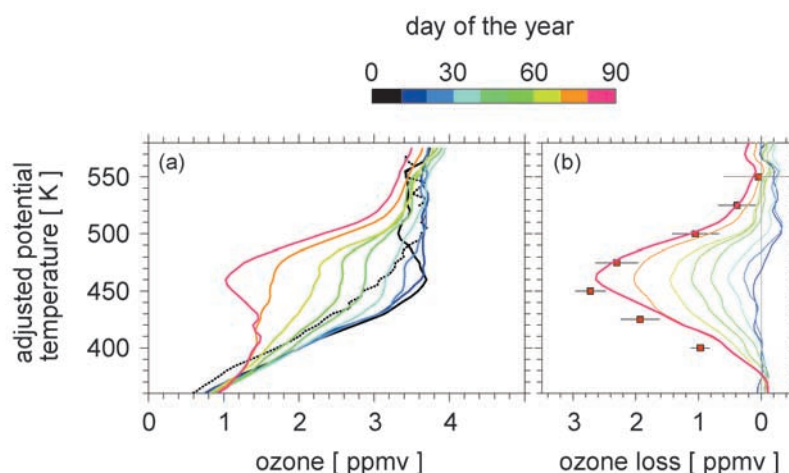 day of the year
0 30 60 90
(a) (b)
adjusted potential
temperature [ K ]
550
500
450
400
0 1 2 3 4
3 2 1 0
ozone [ ppmv ] ozone loss [ ppmv ]